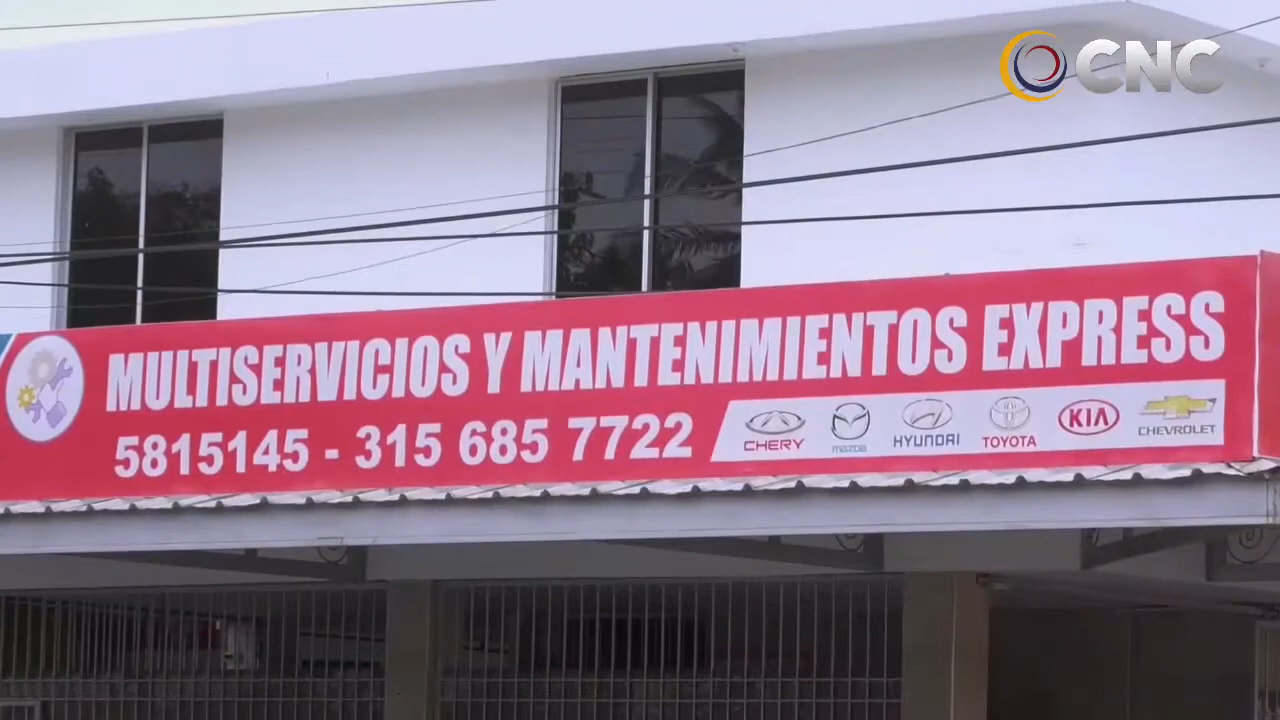 CNC
MULTISERVICIOS Y MANTENIMIENTOS EXPRESS
5815145 - 315 685 7722
CHERY mazda HYUNDAI TOYOTA KIA CHEVROLET